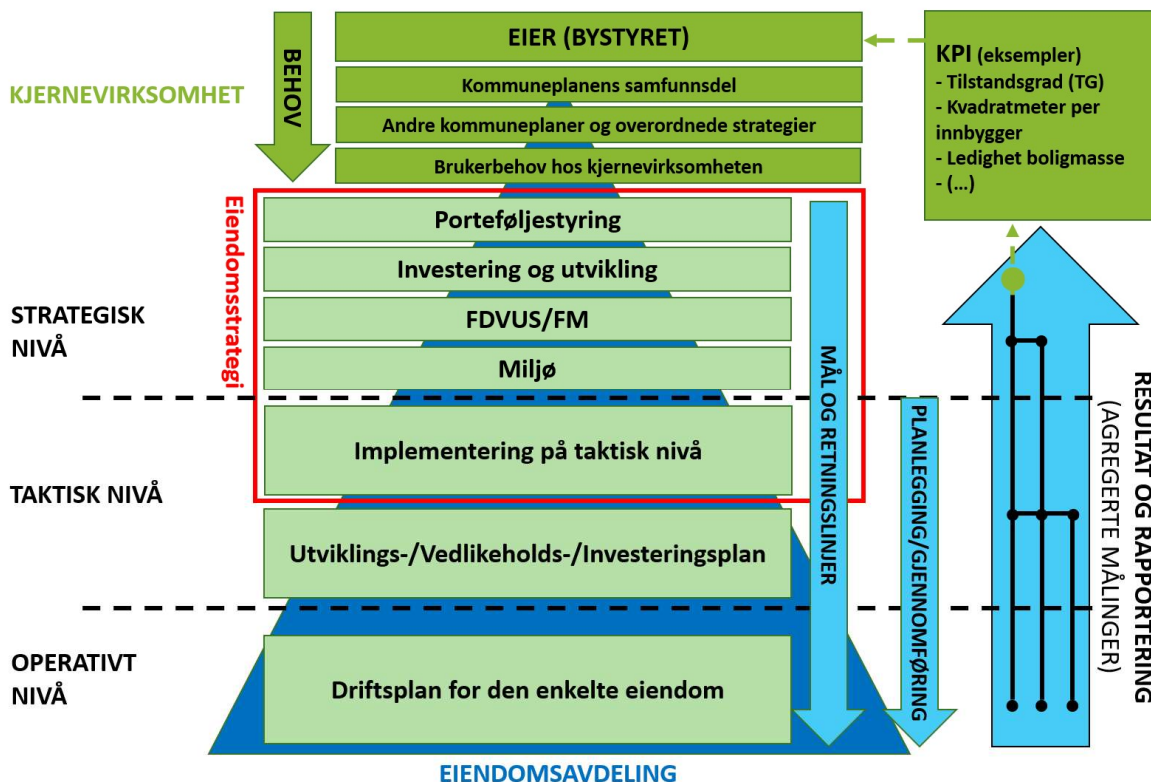 EIER (BYSTYRET)
BEHOV
KJERNEVIRKSOMHET
Kommuneplanens samfunnsdel
Andre kommuneplaner og overordnede strategier
Brukerbehov hos kjernevirksomheten
KPI (eksempler)
- Tilstandsgrad (TG)
- Kvadratmeter per
innbygger
- Ledighet boligmasse
- (...)
Eiendomsstrategi
Porteføljestyring
Investering og utvikling
STRATEGISK
NIVÅ
FDVUS/FM
Miljø
MÅL OG RETNINGSLINJER
Implementering på taktisk nivå
TAKTISK NIVÅ
Utviklings-/Vedlikeholds-/Investeringsplan
PLANLEGGING/GJENNOMFØRING
RESULTAT OG RAPPORTERING
(AGREGERTE MÅLINGER)
OPERATIVT
NIVÅ
Driftsplan for den enkelte eiendom
EIENDOMSAVDELING